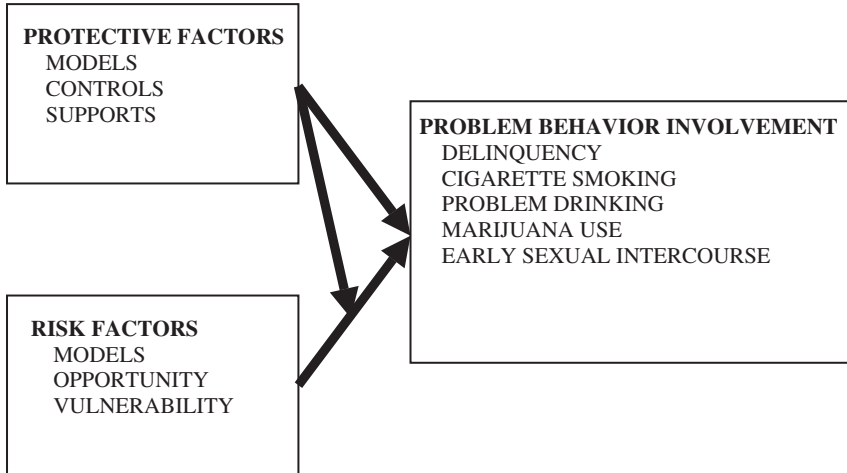 PROTECTIVE FACTORS
MODELS
CONTROLS
SUPPORTS
PROBLEM BEHAVIOR INVOLVEMENT
DELINQUENCY
CIGARETTE SMOKING
PROBLEM DRINKING
MARIJUANA USE
EARLY SEXUAL INTERCOURSE
RISK FACTORS
MODELS
OPPORTUNITY
VULNERABILITY